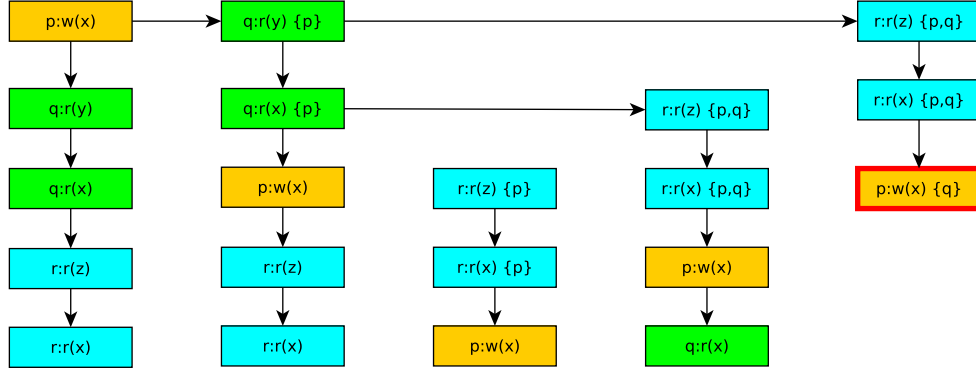 p:w(x)
q:r(y) {p}
r:r(z) {p,q}
q:r(y)
q:r(x) {p}
r:r(z) {p,q}
r:r(x) {p,q}
q:r(x)
p:w(x)
r:r(z) {p}
r:r(x) {p,q}
p:w(x) {q}
r:r(z)
r:r(z)
r:r(x) {p}
p:w(x)
r:r(x)
r:r(x)
p:w(x)
q:r(x)